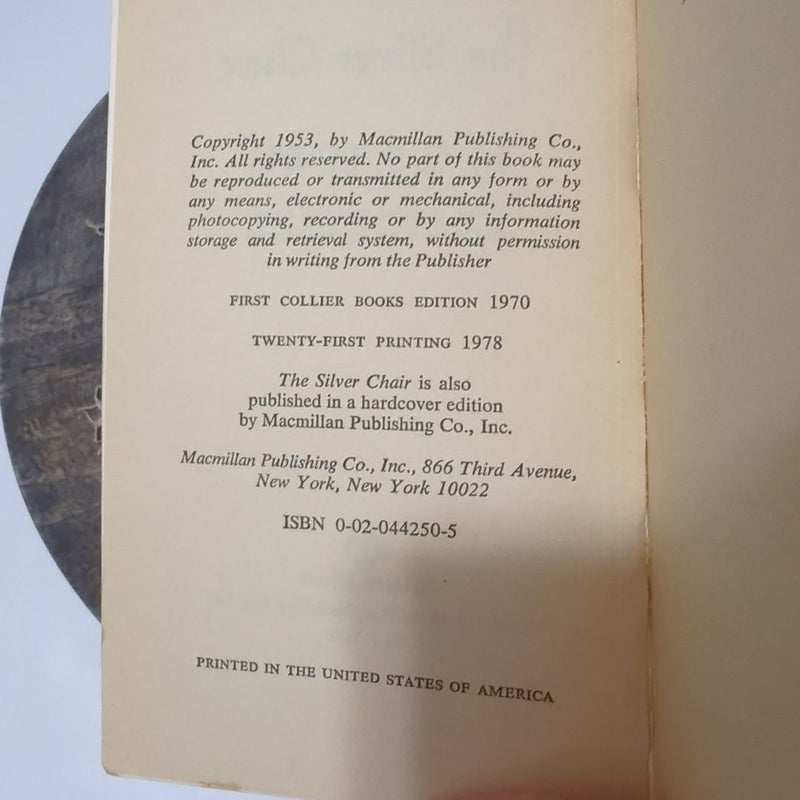 Copyright 1953, by Macmillan Publishing Co.,
Inc. All rights reserved. No part of this book may
be reproduced or transmitted in any form or by
any means, electronic or mechanical, including
photocopying, recording or by any information
storage and retrieval system, without permission
in writing from the Publisher
FIRST COLLIER BOOKS EDITION 1970
TWENTY-FIRST PRINTING 1978
The Silver Chair is also
published in a hardcover edition
by Macmillan Publishing Co., Inc.
Macmillan Publishing Co., Inc., 866 Third Avenue,
New York, New York 10022
ISBN 0-02-044250-5
PRINTED IN THE UNITED STATES OF AMERICA